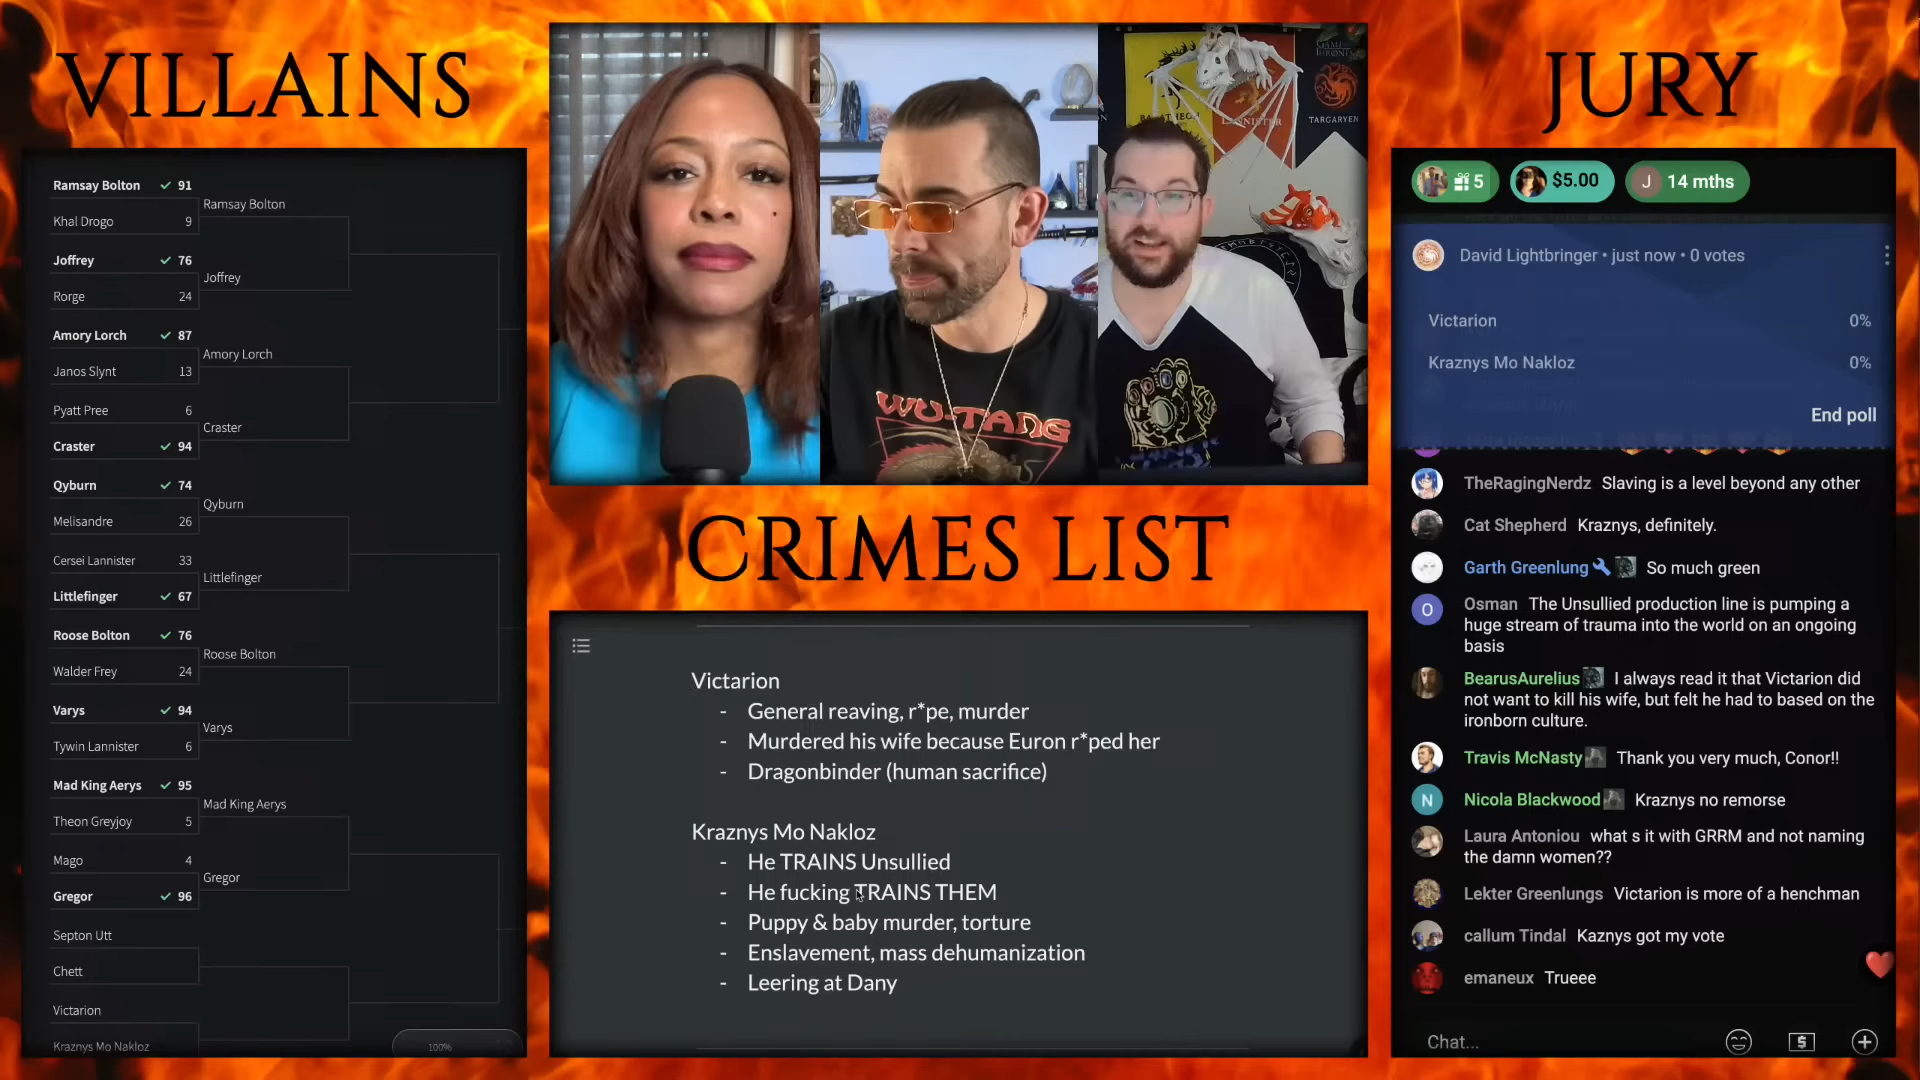 VILLAINS
Ramsay Bolton ✓ 91
Khal Drogo 9
Ramsay Bolton
Joffrey ✓ 76
Rorge 24
Joffrey
Amory Lorch ✓ 87
Janos Slynt 13
Amory Lorch
Pyatt Pree 6
Craster ✓ 94
Craster
Qyburn ✓ 74
Melisandre 26
Qyburn
Cersei Lannister 33
Littlefinger ✓ 67
Littlefinger
Roose Bolton ✓ 76
Walder Frey 24
Roose Bolton
Varys ✓ 94
Tywin Lannister 6
Varys
Mad King Aerys ✓ 95
Theon Greyjoy 5
Mad King Aerys
Mago 4
Gregor ✓ 96
Gregor
Septon Utt
Chett
Victarion
Kraznys Mo Nakloz
100%
GAME
THRONES
BARATHEON
LANNISTER
TARGARYEN
WU-TANG
CRIMES LIST
Victarion
- General reaving, r*pe, murder
- Murdered his wife because Euron r*ped her
- Dragonbinder (human sacrifice)
Kraznys Mo Nakloz
- He TRAINS Unsullied
- He fucking TRAINS THEM
- Puppy & baby murder, torture
- Enslavement, mass dehumanization
- Leering at Dany
JURY
5
$5.00
J 14 mths
David Lightbringer • just now • 0 votes
Victarion 0%
Kraznys Mo Nakloz 0%
End poll
TheRagingNerdz Slaving is a level beyond any other
Cat Shepherd Kraznys, definitely.
Garth Greenlung So much green
O Osman The Unsullied production line is pumping a
huge stream of trauma into the world on an ongoing
basis
BearusAurelius I always read it that Victarion did
not want to kill his wife, but felt he had to based on the
ironborn culture.
Travis McNasty Thank you very much, Conor!!
N Nicola Blackwood Kraznys no remorse
Laura Antoniou what s it with GRRM and not naming
the damn women??
Lekter Greenlungs Victarion is more of a henchman
callum Tindal Kaznys got my vote
emaneux Trueee
Chat...